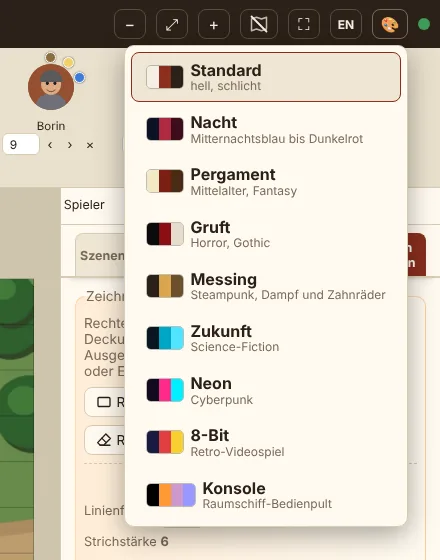 −
+
EN
Borin
9 ‹ › ×
Standard
hell, schlicht
Nacht
Mitternachtsblau bis Dunkelrot
Pergament
Mittelalter, Fantasy
Gruft
Horror, Gothic
Messing
Steampunk, Dampf und Zahnräder
Zukunft
Science-Fiction
Neon
Cyberpunk
8-Bit
Retro-Videospiel
Konsole
Raumschiff-Bedienpult
Spieler
Szenen
Zeichn
Rechte
Decku
Ausge
oder E
R
R
Linienf
Strichstärke 6